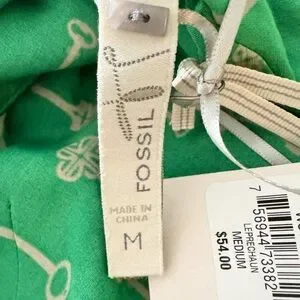 FOSSIL
MADE IN
CHINA
M
7 56944 73382
LEPRECHAUN
MEDIUM
$54.00